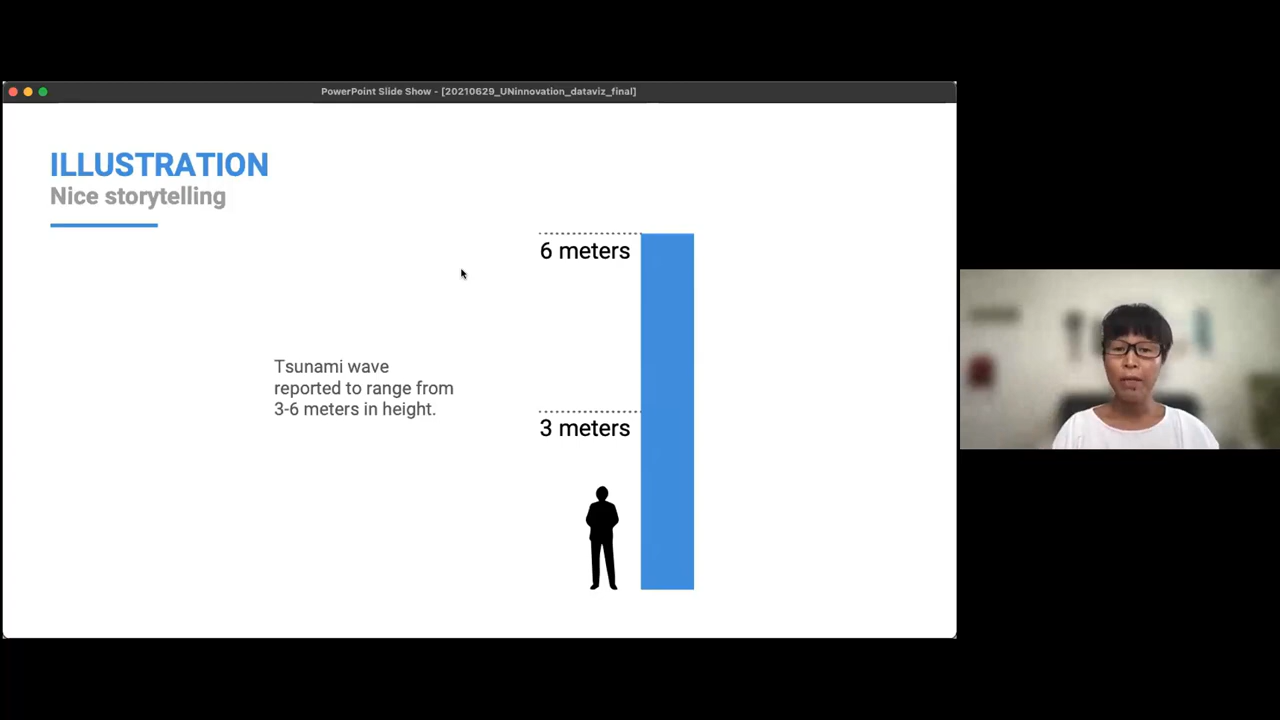 PowerPoint Slide Show - [20210629_UNinnovation_dataviz_final]
ILLUSTRATION
Nice storytelling
6 meters
Tsunami wave
reported to range from
3-6 meters in height.
3 meters